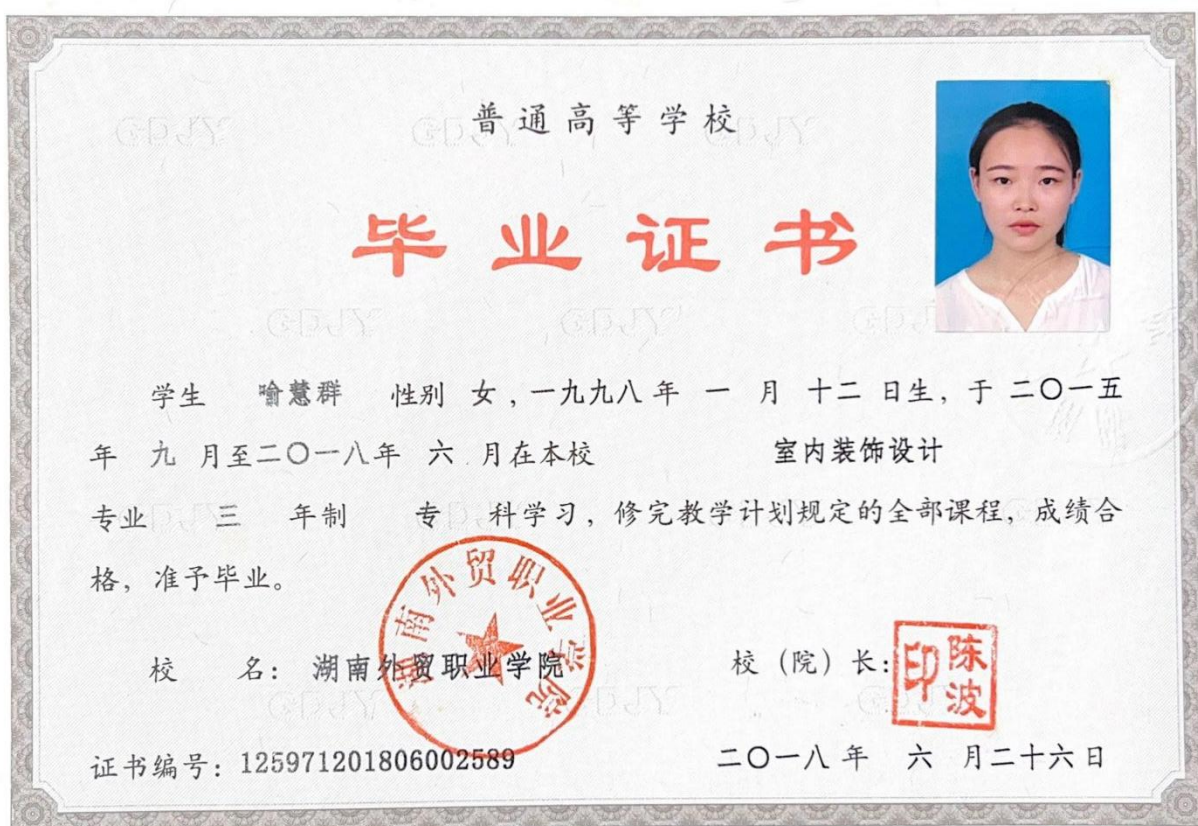 普通高等学校
毕业证书
学生 喻慧群 性别 女，一九九八年 一 月 十二 日生，于二〇一五
年 九 月至二〇一八年 六 月在本校 室内装饰设计
专业 三 年制 专 科学习，修完教学计划规定的全部课程，成绩合
格，准予毕业。
校 名：湖南外贸职业学院
湖南外贸职业学院
校（院）长：
陈波印
证书编号：125971201806002589
二〇一八年 六 月二十六日
GDJY GDJY GDJY
GDJY GDJY GDJY